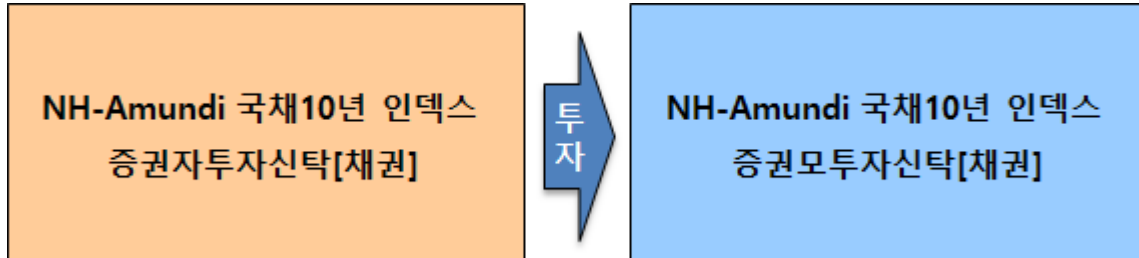 NH-Amundi 국채10년 인덱스
증권자투자신탁[채권]
투
자
NH-Amundi 국채10년 인덱스
증권모투자신탁[채권]